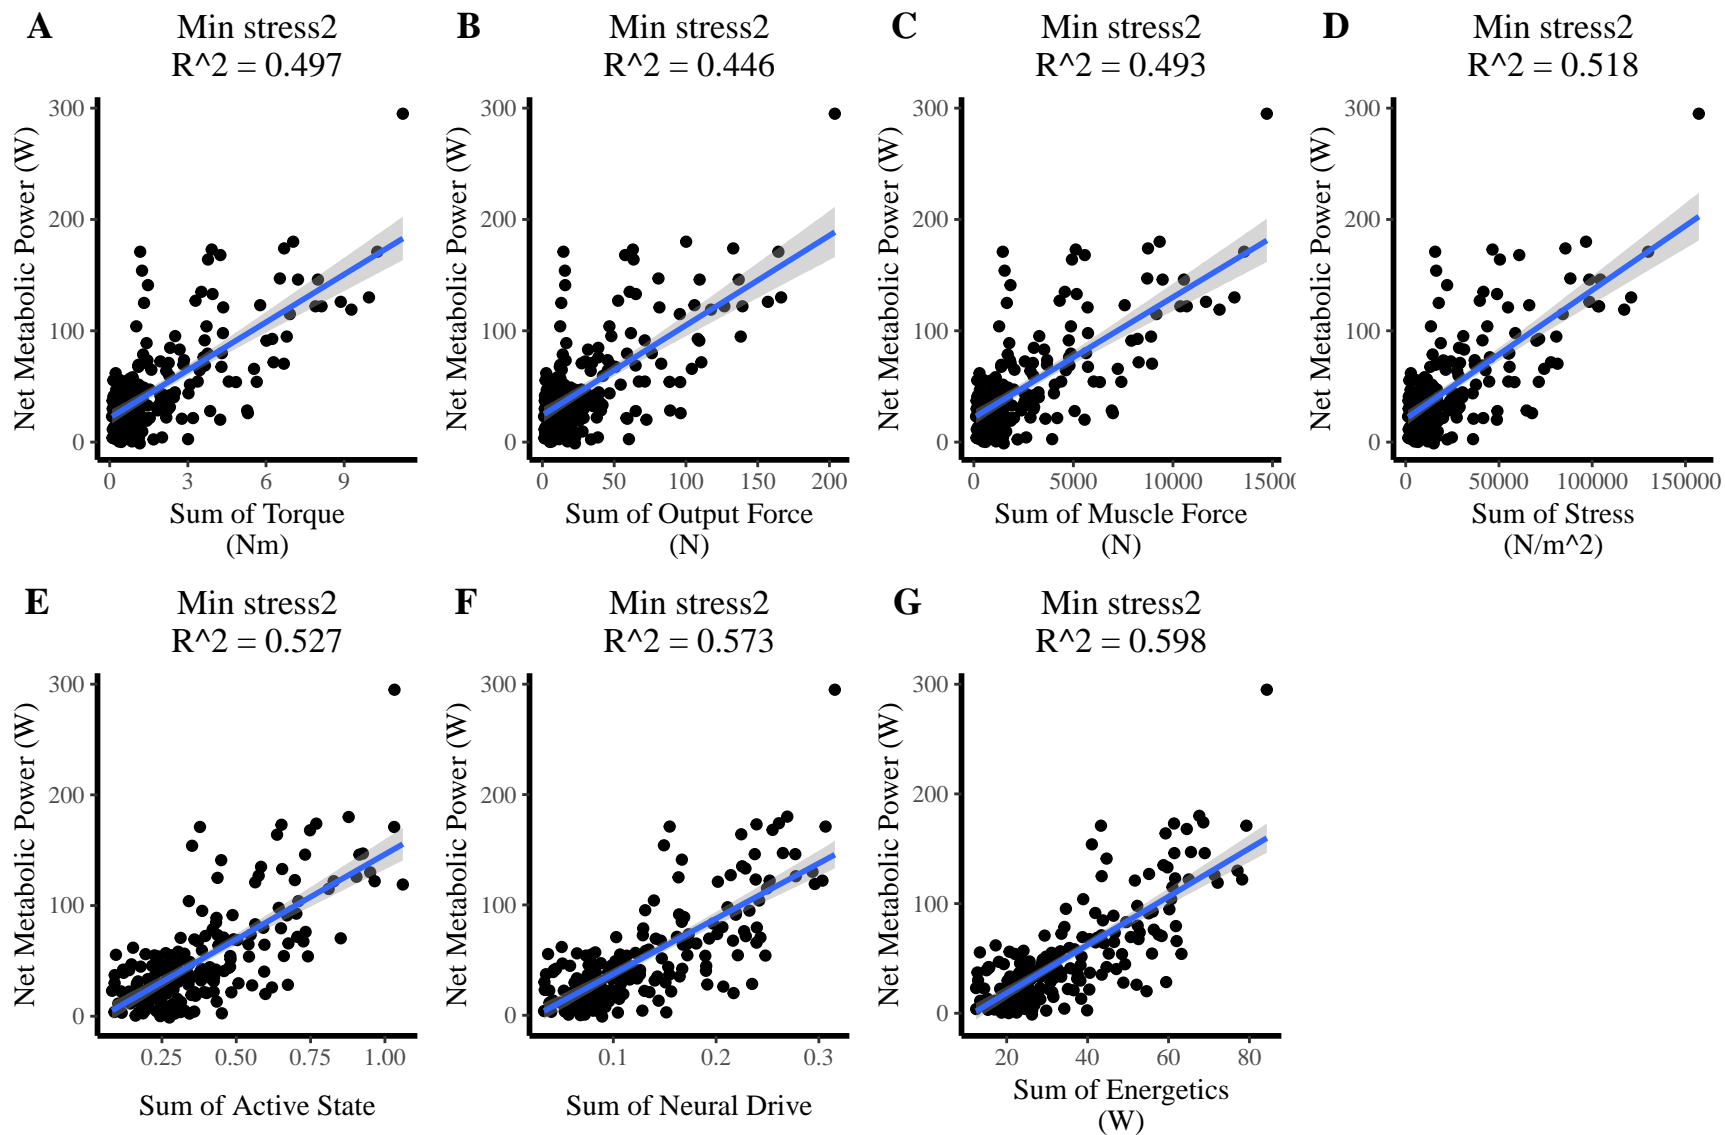 A
Min stress2
R^2 = 0.497
Net Metabolic Power (W)
300
200
100
0
0 3 6 9
Sum of Torque
(Nm)
B
Min stress2
R^2 = 0.446
Net Metabolic Power (W)
300
200
100
0
0 50 100 150 200
Sum of Output Force
(N)
C
Min stress2
R^2 = 0.493
Net Metabolic Power (W)
300
200
100
0
0 5000 10000 15000
Sum of Muscle Force
(N)
D
Min stress2
R^2 = 0.518
Net Metabolic Power (W)
300
200
100
0
0 50000 100000 150000
Sum of Stress
(N/m^2)
E
Min stress2
R^2 = 0.527
Net Metabolic Power (W)
300
200
100
0
0.25 0.50 0.75 1.00
Sum of Active State
F
Min stress2
R^2 = 0.573
Net Metabolic Power (W)
300
200
100
0
0.1 0.2 0.3
Sum of Neural Drive
G
Min stress2
R^2 = 0.598
Net Metabolic Power (W)
300
200
100
0
20 40 60 80
Sum of Energetics
(W)